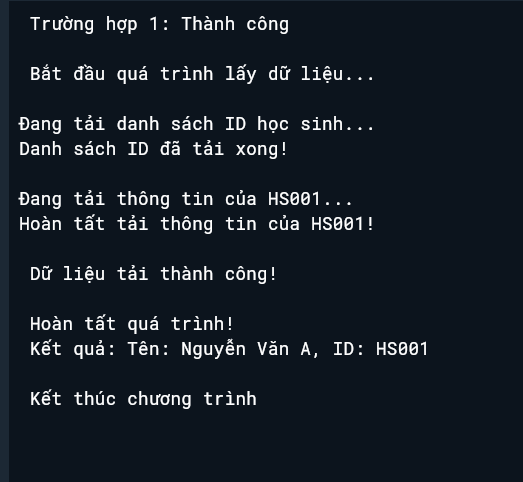 Trường hợp 1: Thành công
Bắt đầu quá trình lấy dữ liệu...
Đang tải danh sách ID học sinh...
Danh sách ID đã tải xong!
Đang tải thông tin của HS001...
Hoàn tất tải thông tin của HS001!
Dữ liệu tải thành công!
Hoàn tất quá trình!
Kết quả: Tên: Nguyễn Văn A, ID: HS001
Kết thúc chương trình